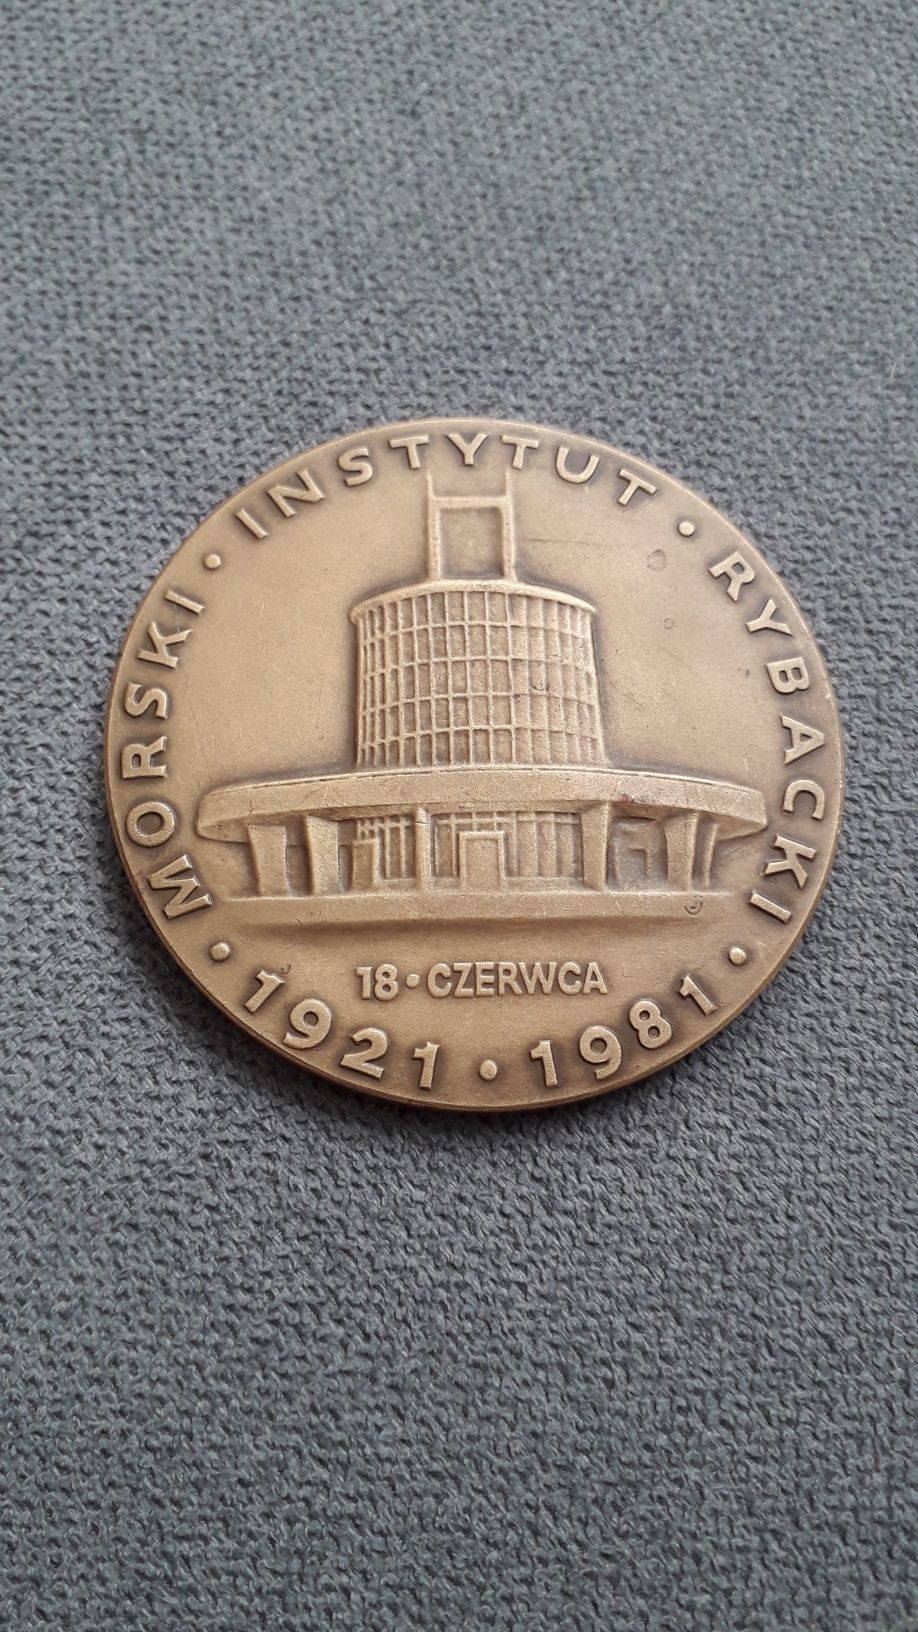 MORSKI • INSTYTUT • RYBACKI
18 • CZERWCA
• 1921 • 1981 •